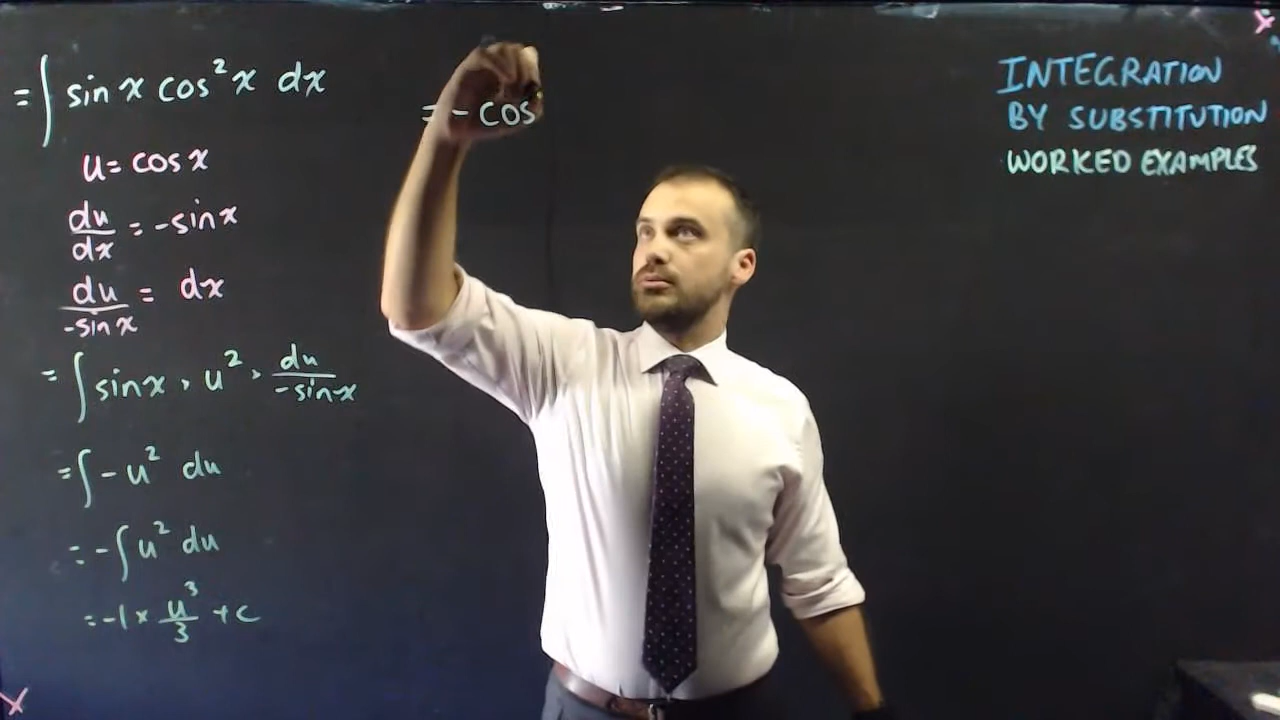 = ∫ sin x cos² x dx
u = cos x
du/dx = -sin x
du/-sin x = dx
= ∫ sin x · u² · du/-sin x
= ∫ - u² du
= - ∫ u² du
= -1 × u³/3 + c
= - cos
INTEGRATION
BY SUBSTITUTION
WORKED EXAMPLES